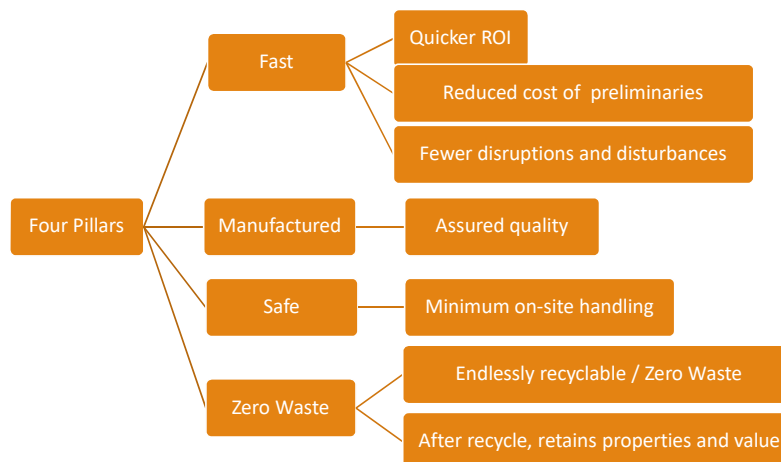 Four Pillars
Fast
Quicker ROI
Reduced cost of preliminaries
Fewer disruptions and disturbances
Manufactured
Assured quality
Safe
Minimum on-site handling
Zero Waste
Endlessly recyclable / Zero Waste
After recycle, retains properties and value